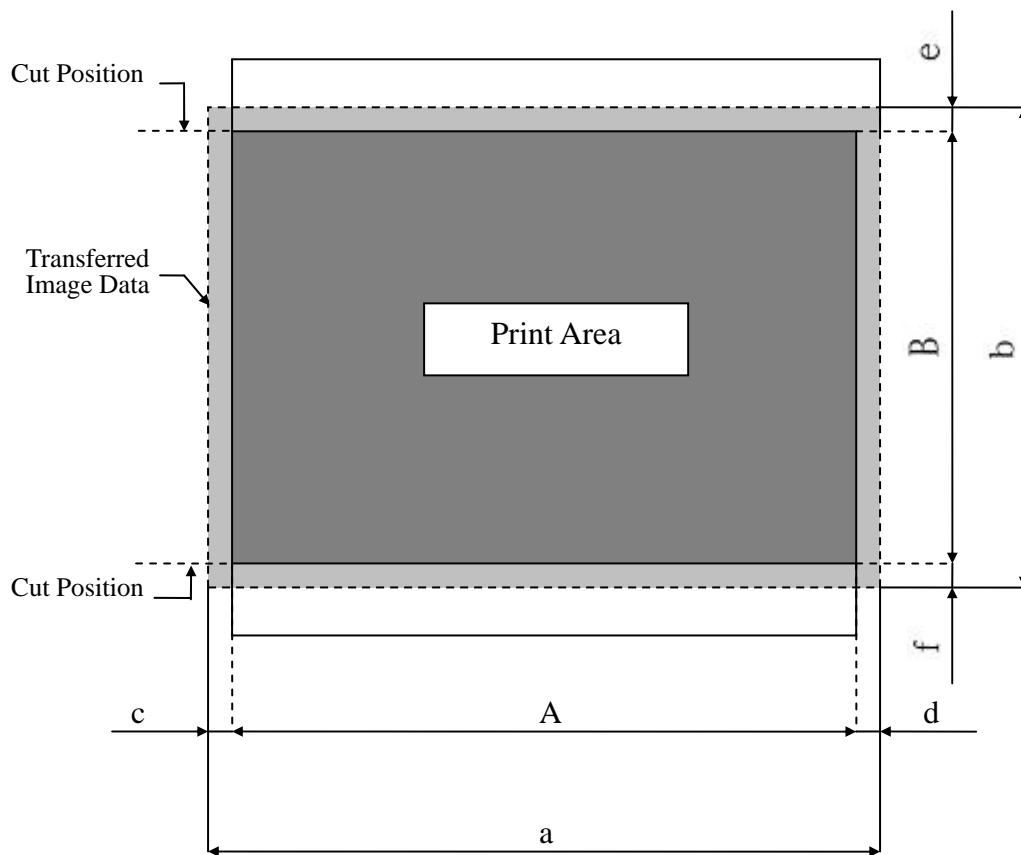 e
Cut Position
Transferred
Image Data
Print Area
B
b
Cut Position
f
c
A
d
a